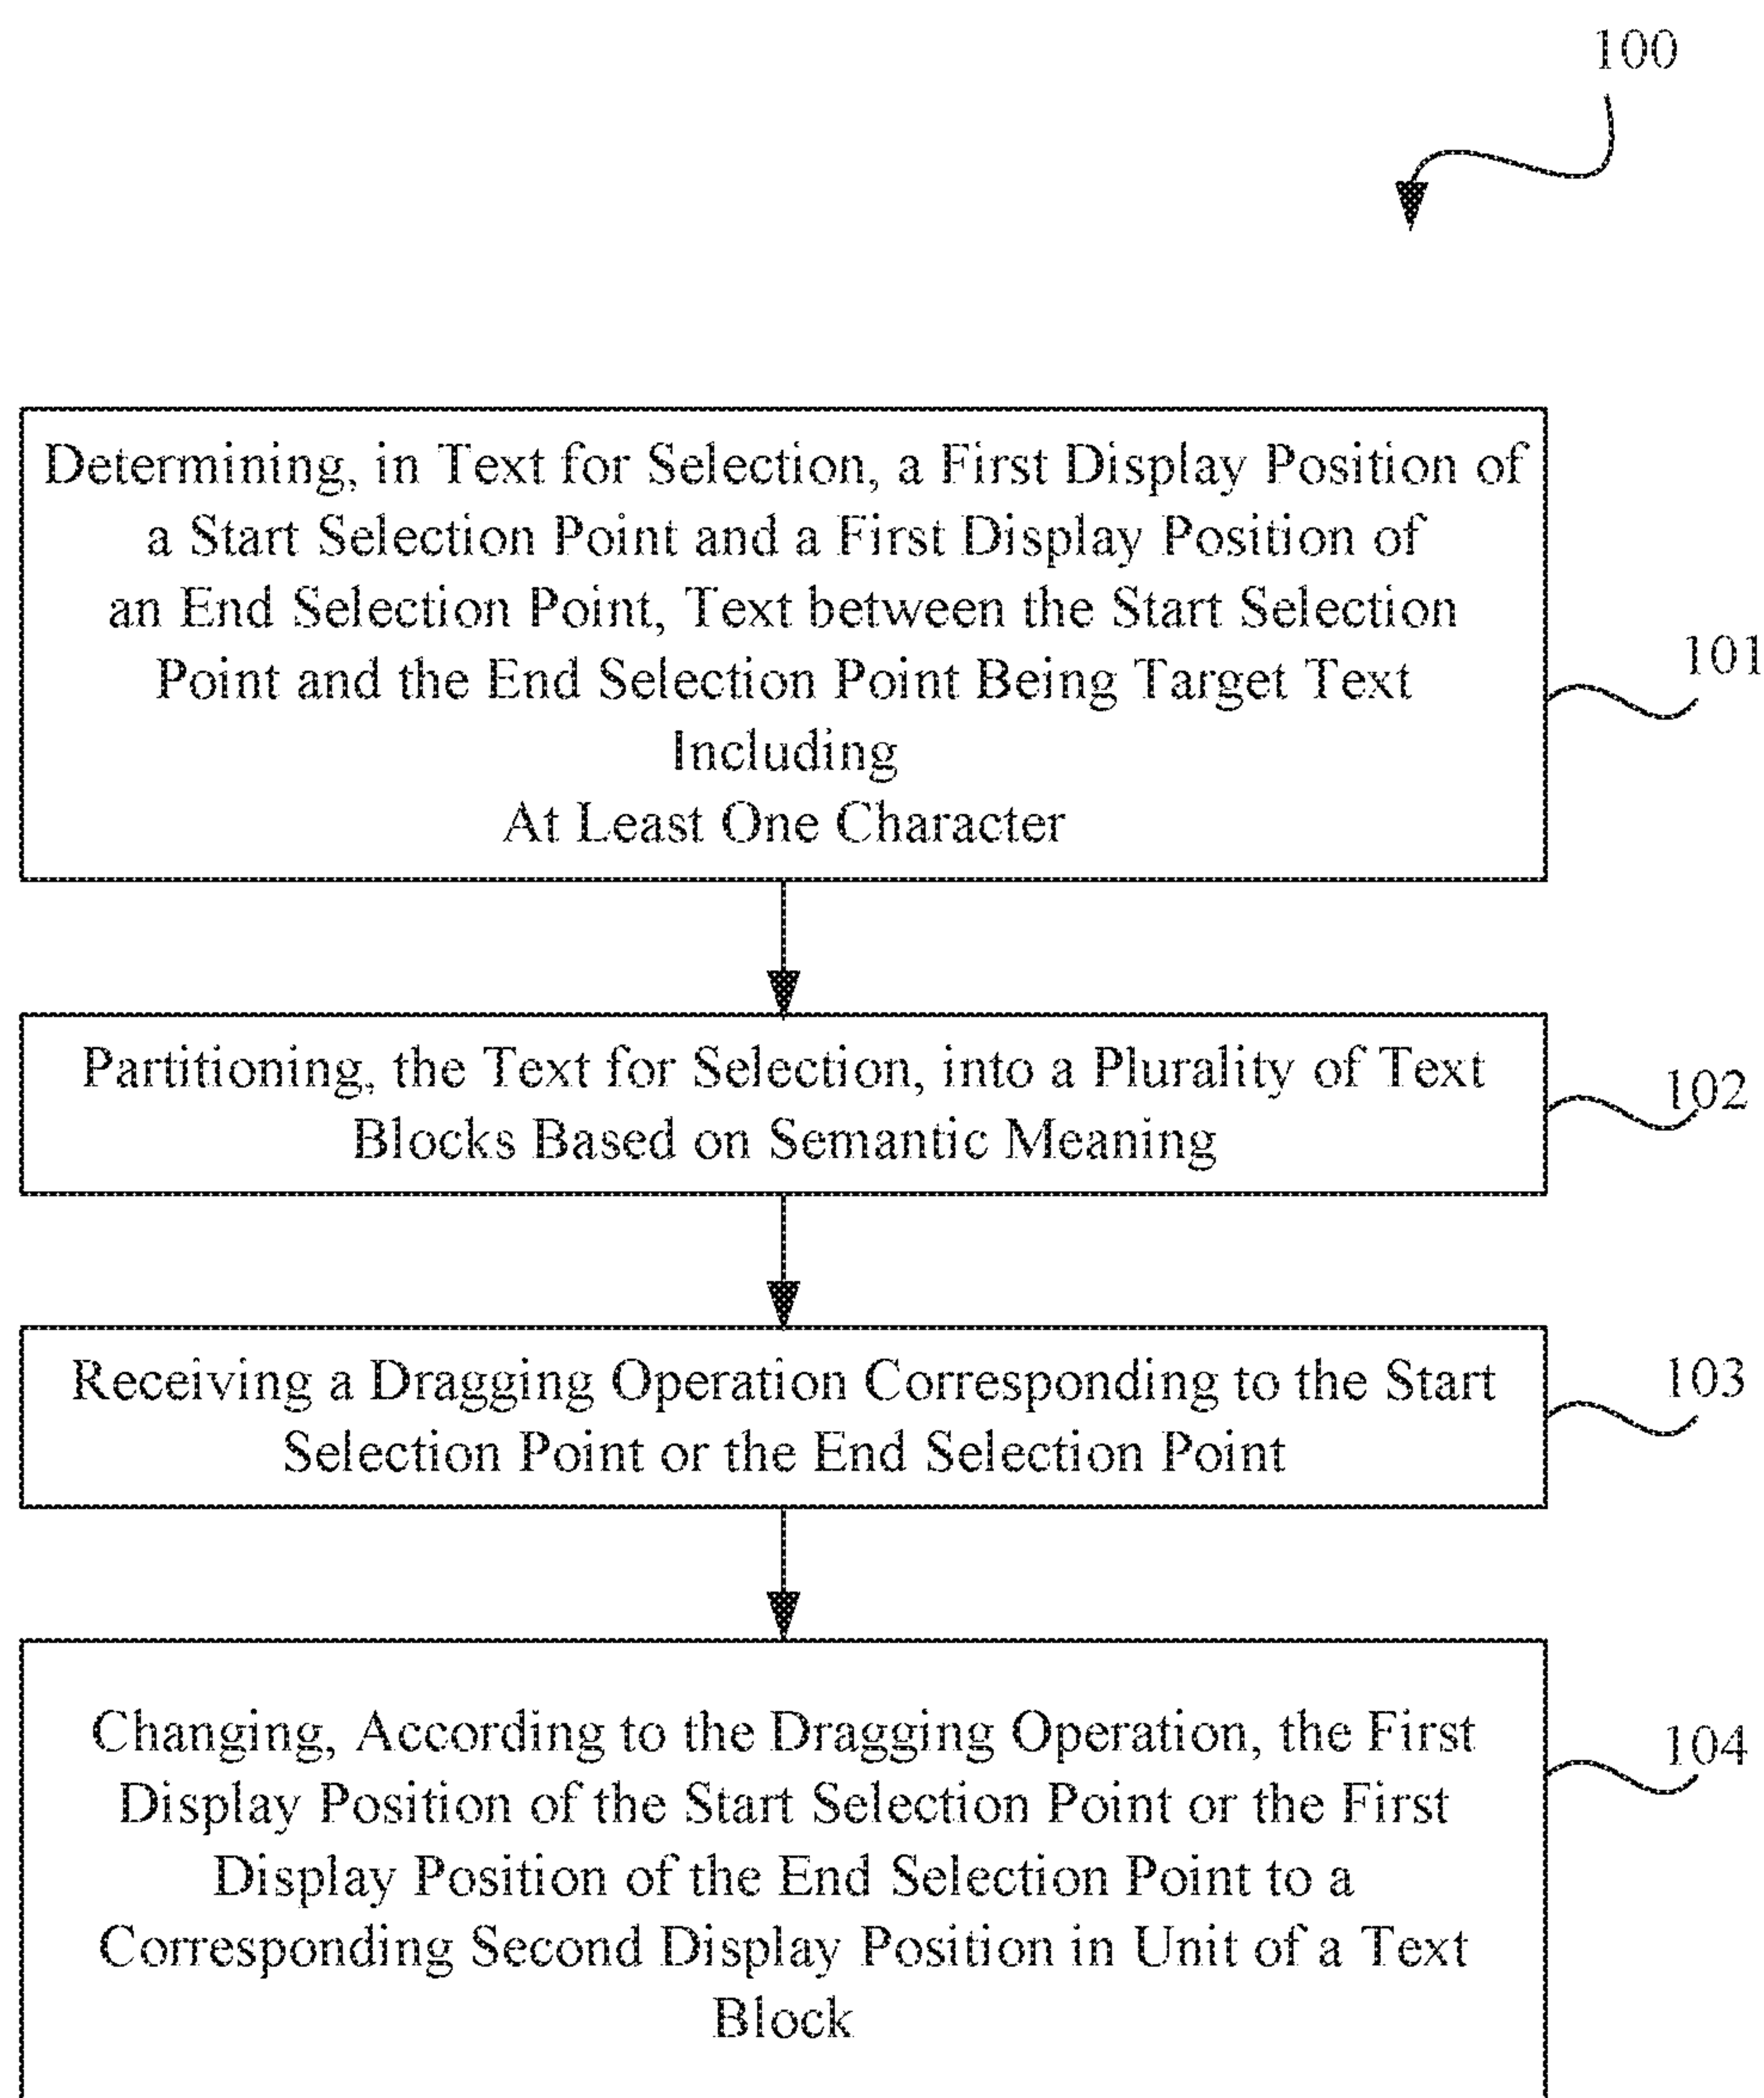 100
Determining, in Text for Selection, a First Display Position of
a Start Selection Point and a First Display Position of
an End Selection Point, Text between the Start Selection
Point and the End Selection Point Being Target Text
Including
At Least One Character
101
Partitioning, the Text for Selection, into a Plurality of Text
Blocks Based on Semantic Meaning
102
Receiving a Dragging Operation Corresponding to the Start
Selection Point or the End Selection Point
103
Changing, According to the Dragging Operation, the First
Display Position of the Start Selection Point or the First
Display Position of the End Selection Point to a
Corresponding Second Display Position in Unit of a Text
Block
104